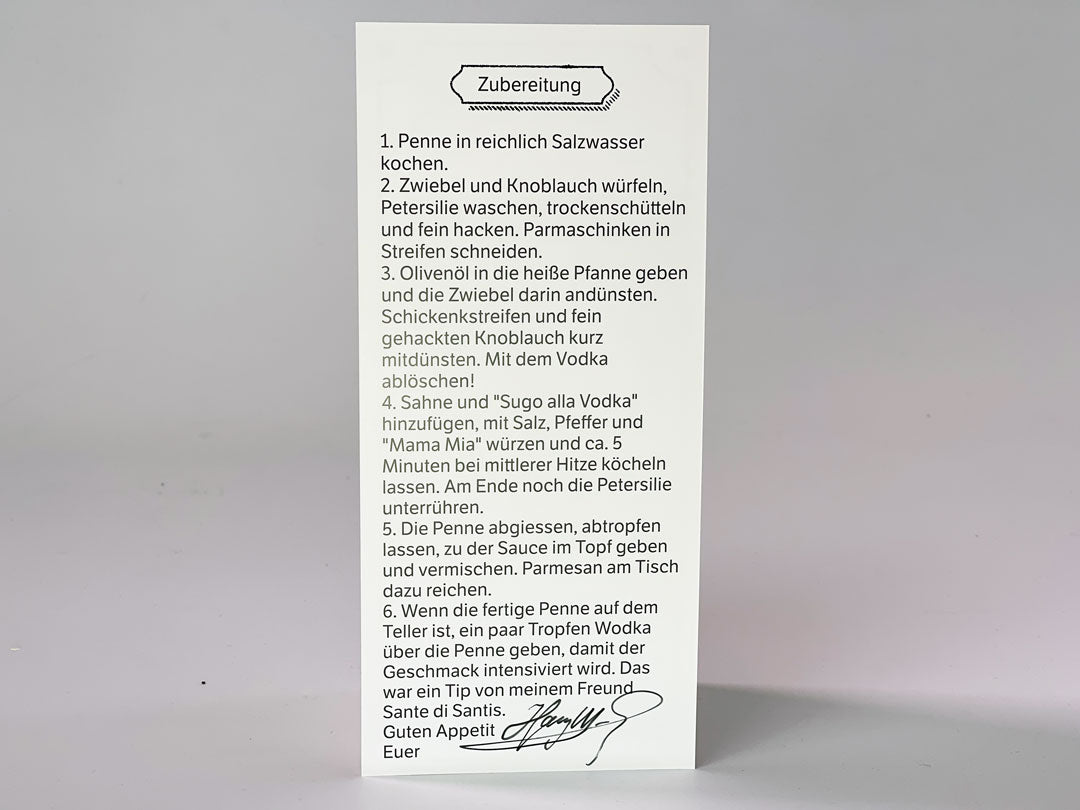 Zubereitung
1. Penne in reichlich Salzwasser
kochen.
2. Zwiebel und Knoblauch würfeln,
Petersilie waschen, trockenschütteln
und fein hacken. Parmaschinken in
Streifen schneiden.
3. Olivenöl in die heiße Pfanne geben
und die Zwiebel darin andünsten.
Schickenkstreifen und fein
gehackten Knoblauch kurz
mitdünsten. Mit dem Vodka
ablöschen!
4. Sahne und "Sugo alla Vodka"
hinzufügen, mit Salz, Pfeffer und
"Mama Mia" würzen und ca. 5
Minuten bei mittlerer Hitze köcheln
lassen. Am Ende noch die Petersilie
unterrühren.
5. Die Penne abgiessen, abtropfen
lassen, zu der Sauce im Topf geben
und vermischen. Parmesan am Tisch
dazu reichen.
6. Wenn die fertige Penne auf dem
Teller ist, ein paar Tropfen Wodka
über die Penne geben, damit der
Geschmack intensiviert wird. Das
war ein Tip von meinem Freund
Sante di Santis.
Guten Appetit
Euer